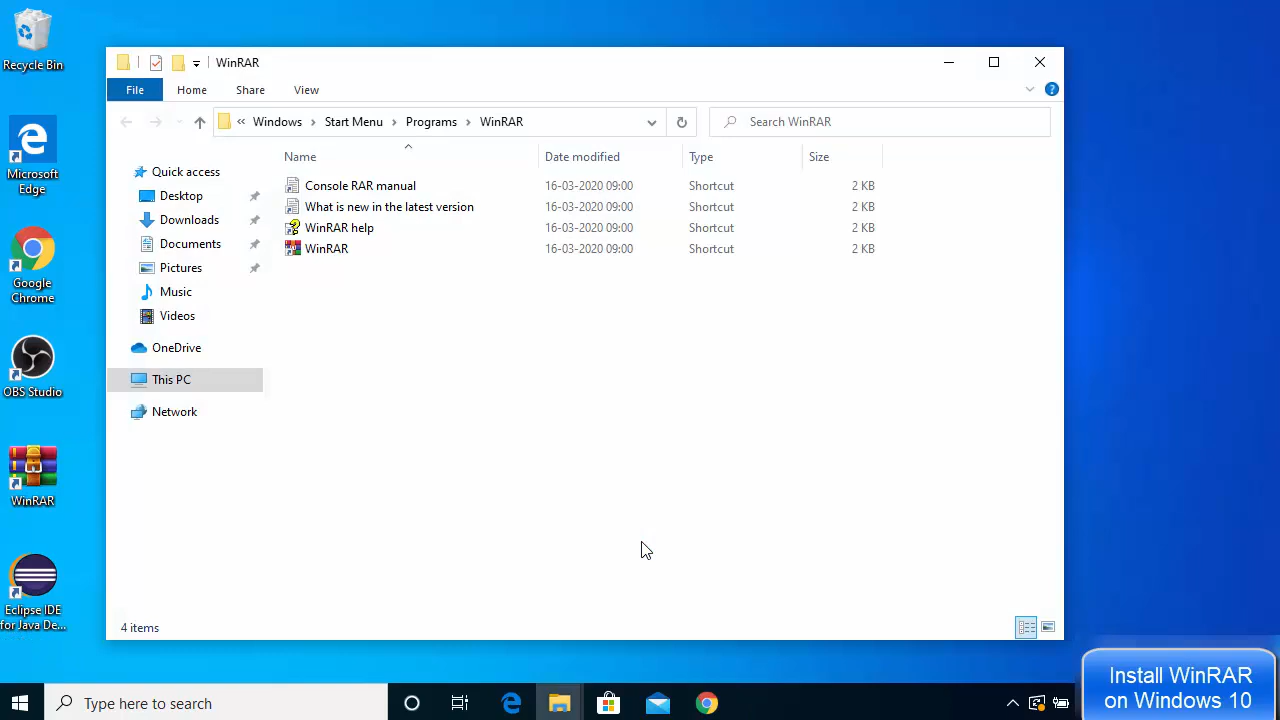 Recycle Bin
Microsoft
Edge
Google
Chrome
OBS Studio
WinRAR
Eclipse IDE
for Java De...
WinRAR
File
Home
Share
View
Windows
Start Menu
Programs
WinRAR
Search WinRAR
Quick access
Desktop
Downloads
Documents
Pictures
Music
Videos
OneDrive
This PC
Network
Name Date modified Type Size
Console RAR manual 16-03-2020 09:00 Shortcut 2 KB
What is new in the latest version 16-03-2020 09:00 Shortcut 2 KB
WinRAR help 16-03-2020 09:00 Shortcut 2 KB
WinRAR 16-03-2020 09:00 Shortcut 2 KB
4 items
Type here to search
Install WinRAR
on Windows 10